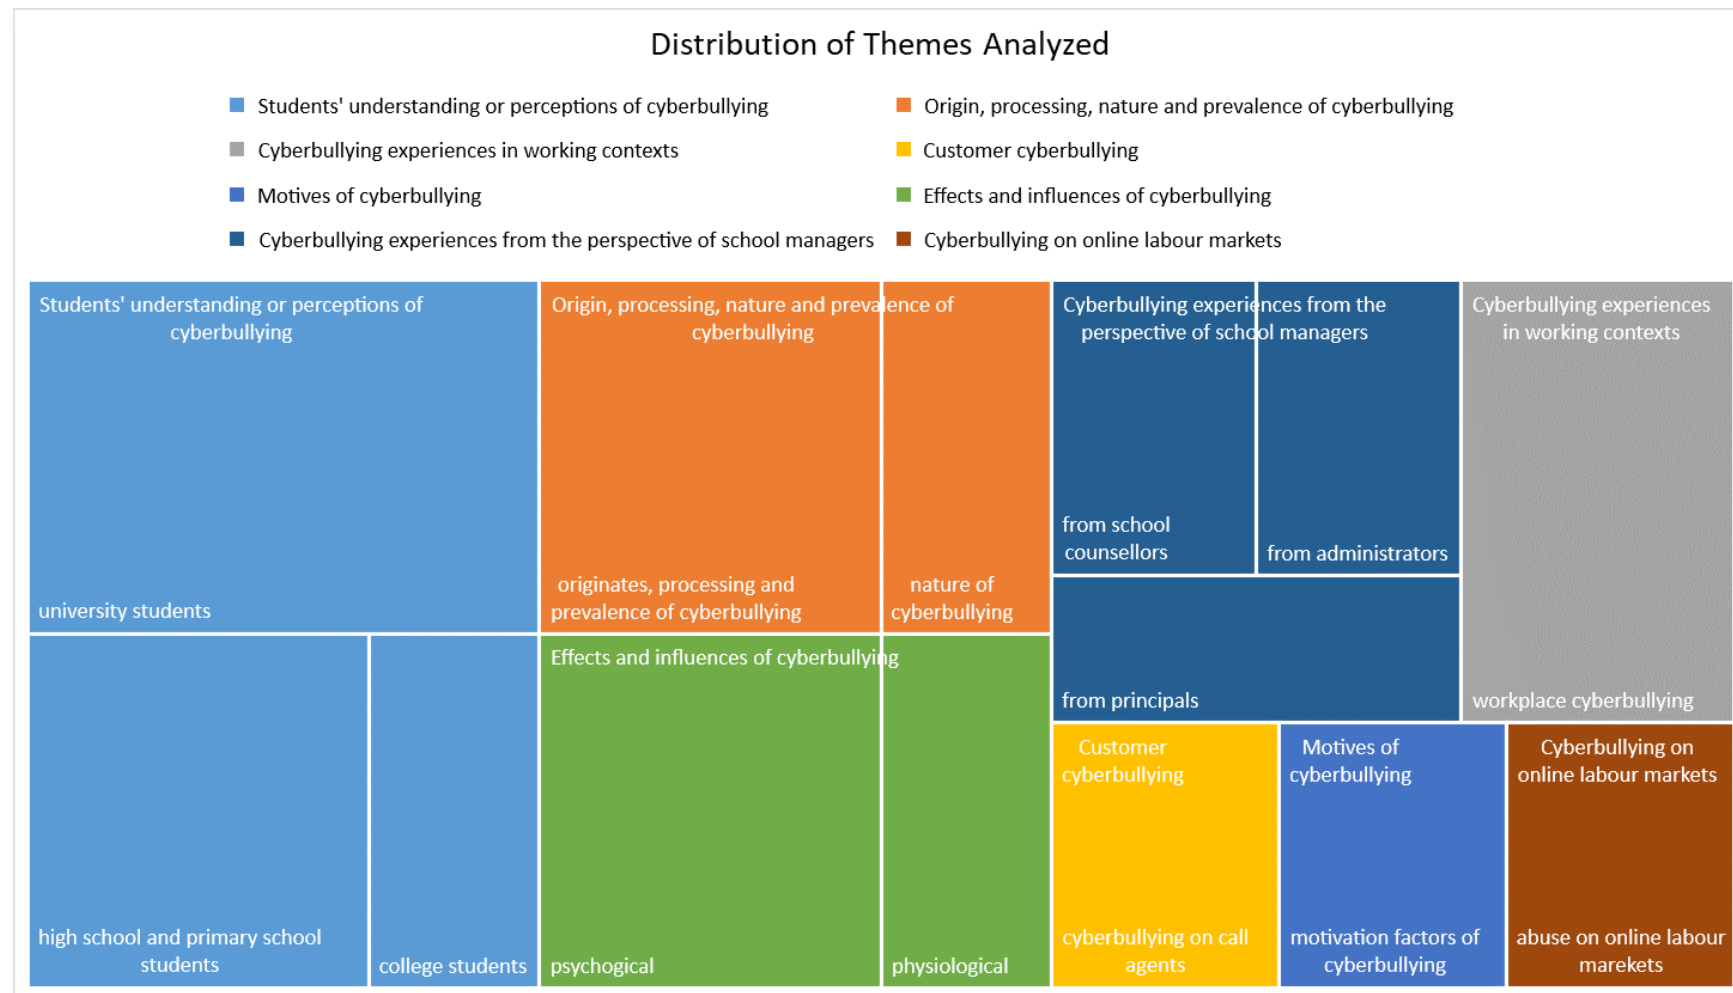 Distribution of Themes Analyzed
Students' understanding or perceptions of cyberbullying
Origin, processing, nature and prevalence of cyberbullying
Cyberbullying experiences in working contexts
Customer cyberbullying
Motives of cyberbullying
Effects and influences of cyberbullying
Cyberbullying experiences from the perspective of school managers
Cyberbullying on online labour markets
Students' understanding or perceptions of
cyberbullying
university students
high school and primary school
students
college students
Origin, processing, nature and prevalence of
cyberbullying
originates, processing and
prevalence of cyberbullying
nature of
cyberbullying
Effects and influences of cyberbullying
psychogical
physiological
Cyberbullying experiences from the
perspective of school managers
from school
counsellors
from administrators
from principals
Cyberbullying experiences
in working contexts
workplace cyberbullying
Customer
cyberbullying
cyberbullying on call
agents
Motives of
cyberbullying
motivation factors of
cyberbullying
Cyberbullying on
online labour markets
abuse on online labour
marekets